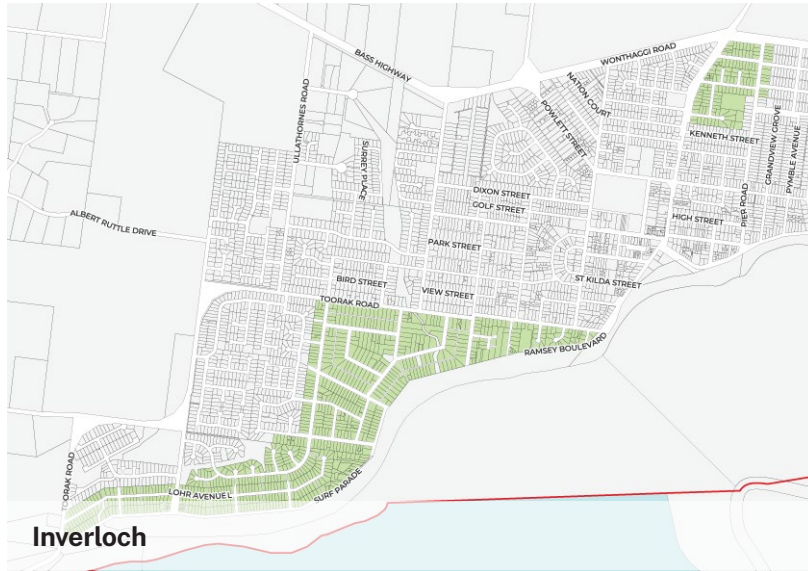 BASS HIGHWAY
WONTHAGGI ROAD
ULLATHORNES ROAD
NATION COURT
POWLETT STREET
SURREY PLACE
KENNETH STREET
GRANDVIEW GROVE
PYMBLE AVENUE
DIXON STREET
GOLF STREET
ALBERT RUTTLE DRIVE
PARK STREET
HIGH STREET
PIER ROAD
BIRD STREET
ST KILDA STREET
VIEW STREET
TOORAK ROAD
RAMSEY BOULEVARD
TOORAK ROAD
LOHR AVENUE L
SURF PARADE
Inverloch